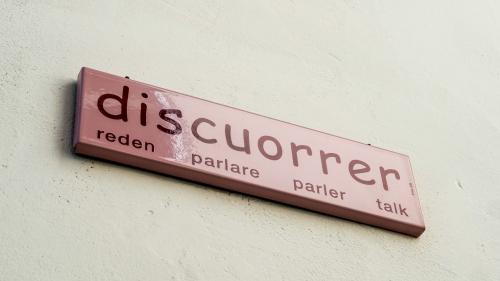 discuorrer
reden parlare parler talk